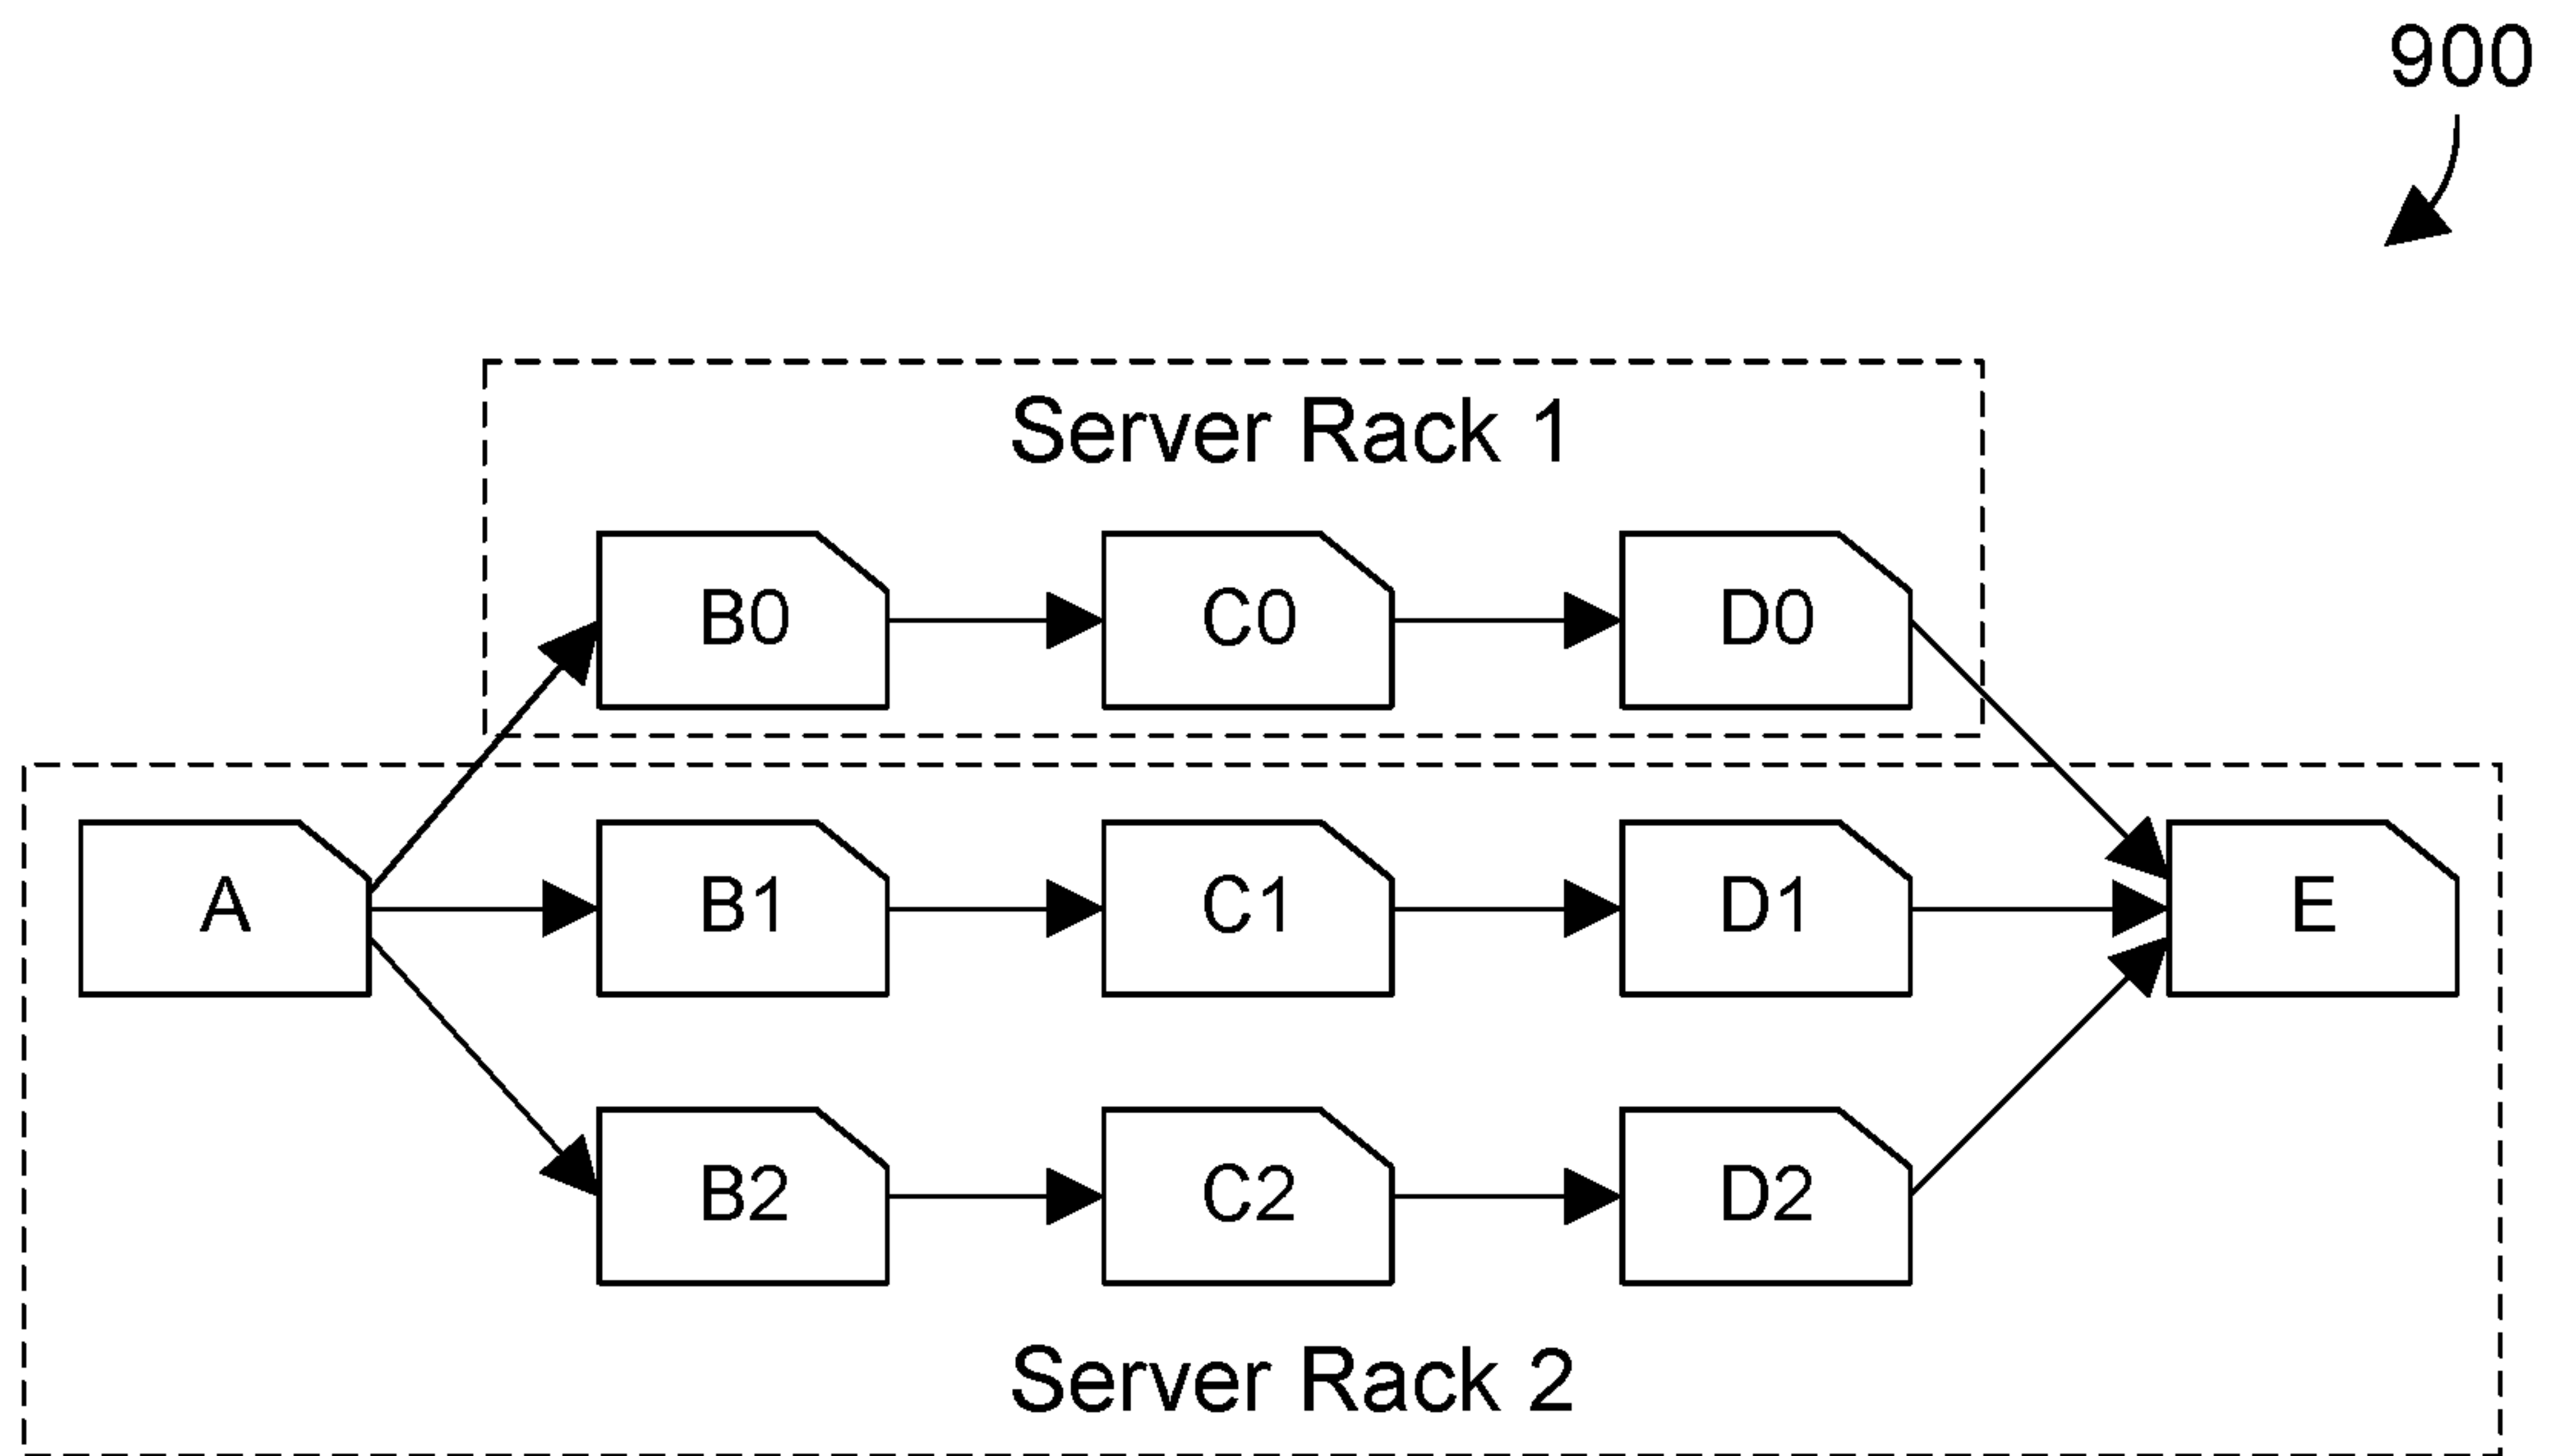 900
Server Rack 1
B0 C0 D0
A B1 C1 D1 E
B2 C2 D2
Server Rack 2